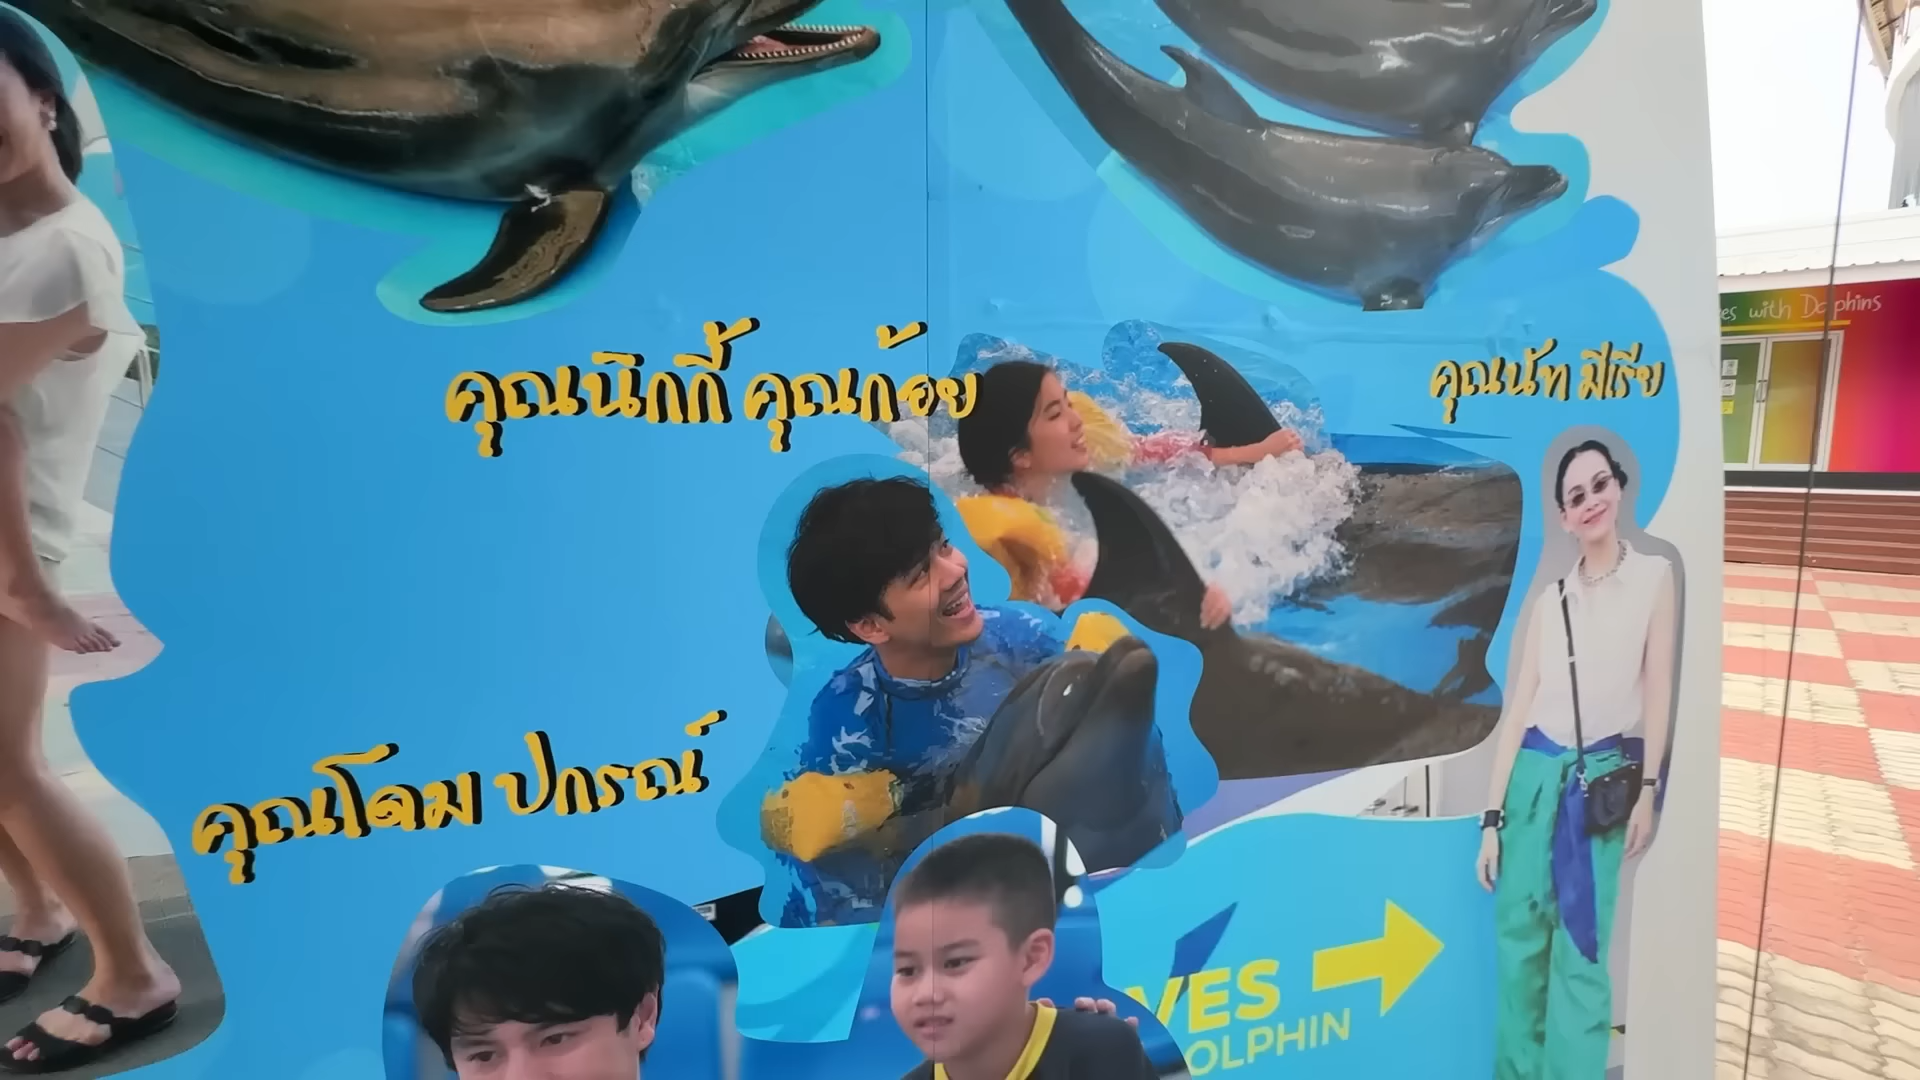 คุณนิกกี้ คุณก้อย
คุณนัท มีเรีย
es with Dolphins
คุณโดม ปกรณ์
VES
OLPHIN